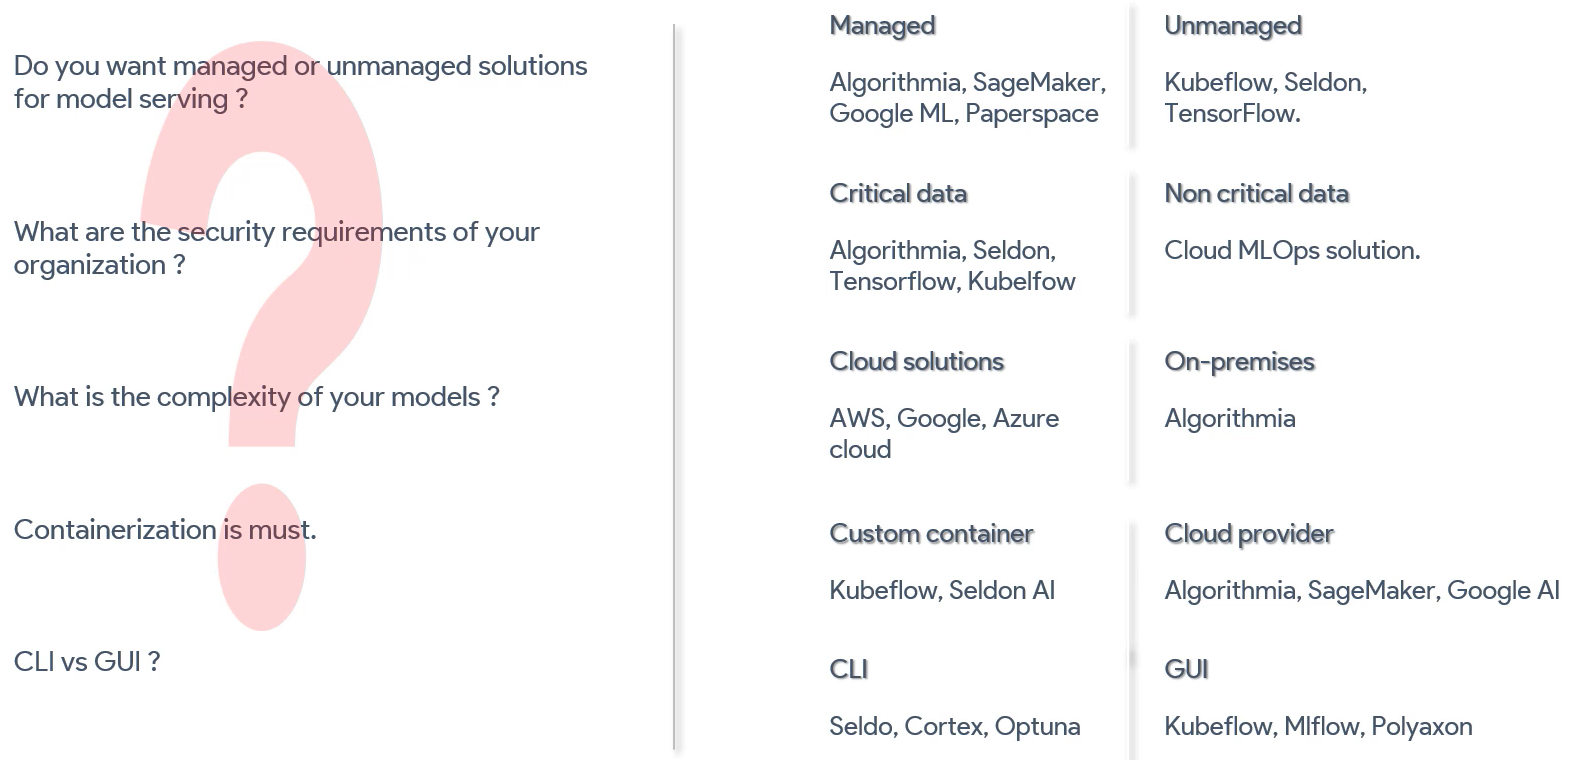 Do you want managed or unmanaged solutions
for model serving ?
Managed
Algorithmia, SageMaker,
Google ML, Paperspace
Unmanaged
Kubeflow, Seldon,
TensorFlow.
What are the security requirements of your
organization ?
Critical data
Algorithmia, Seldon,
Tensorflow, Kubelfow
Non critical data
Cloud MLOps solution.
What is the complexity of your models ?
Cloud solutions
AWS, Google, Azure
cloud
On-premises
Algorithmia
Containerization is must.
Custom container
Kubeflow, Seldon AI
Cloud provider
Algorithmia, SageMaker, Google AI
CLI vs GUI ?
CLI
Seldo, Cortex, Optuna
GUI
Kubeflow, Mlflow, Polyaxon